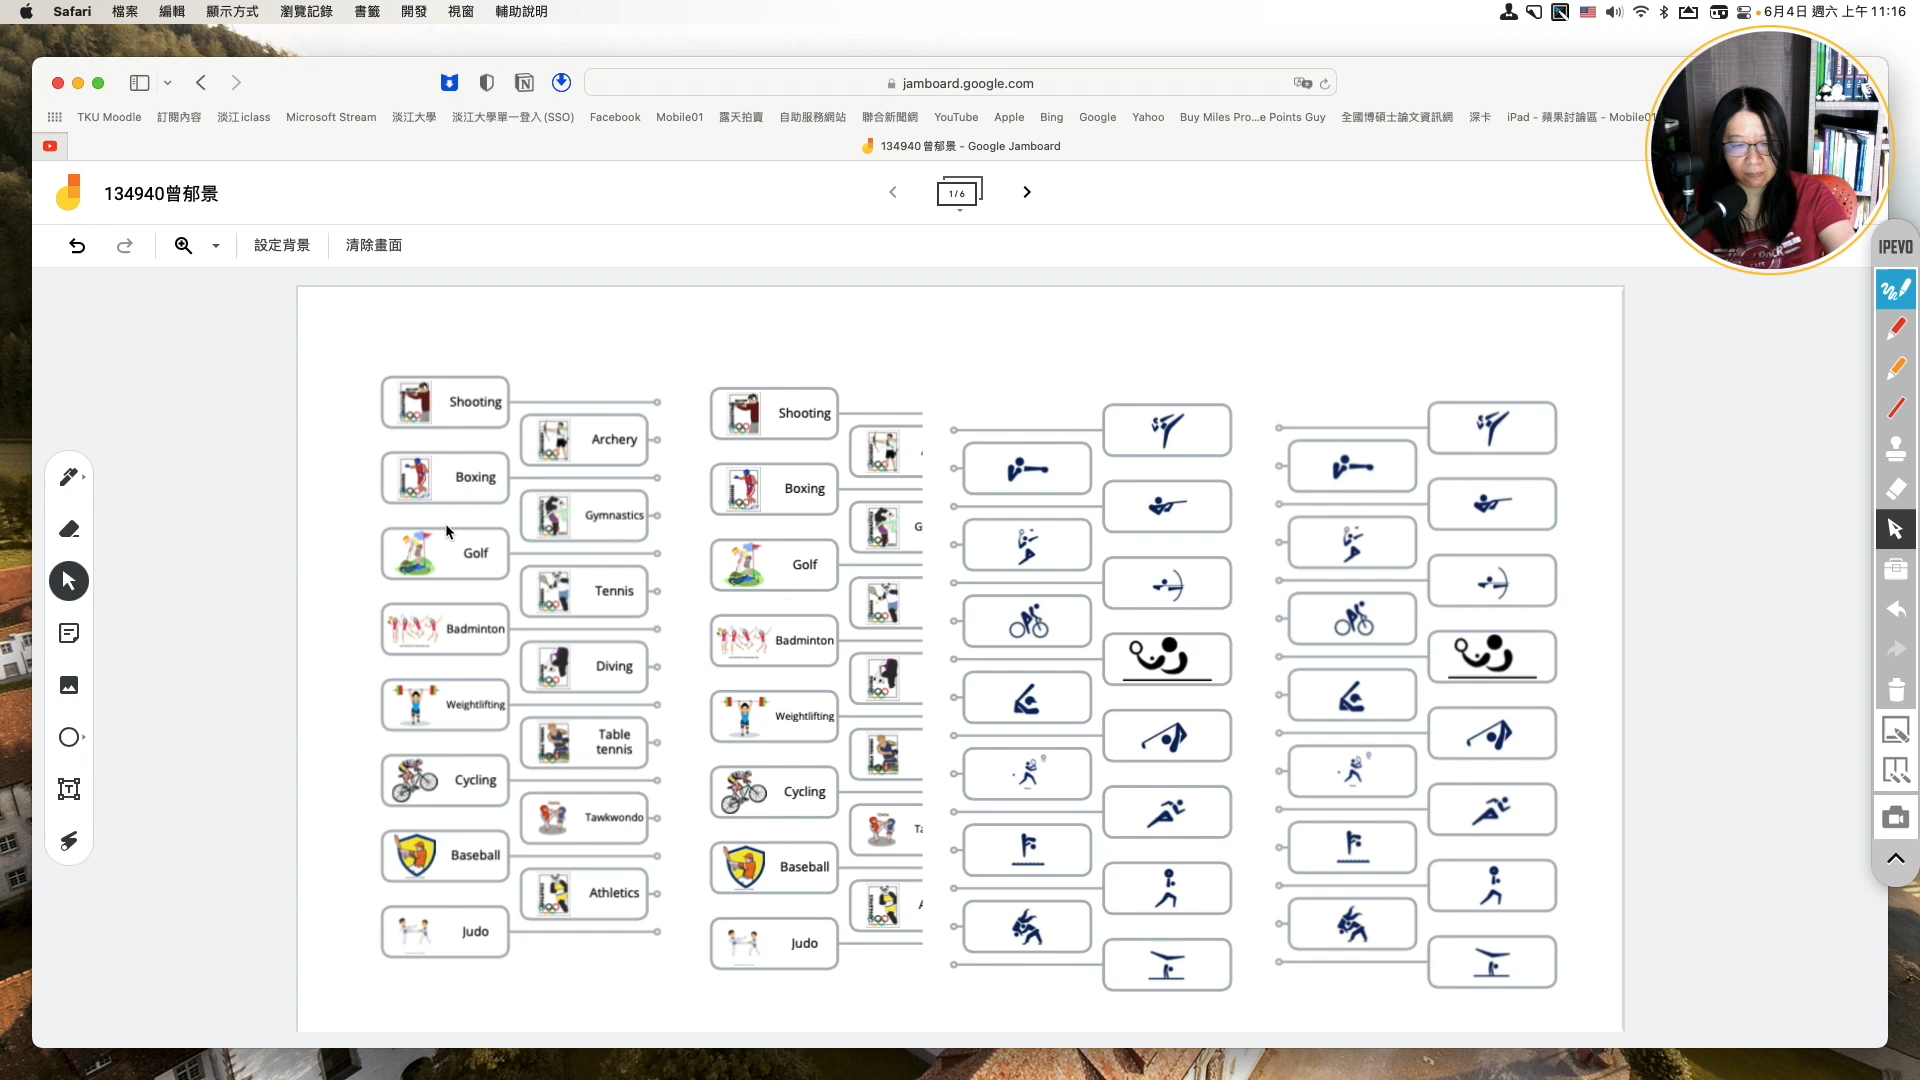 Safari 檔案 編輯 顯示方式 瀏覽記錄 書籤 開發 視窗 輔助說明 6月4日 週六 上午 11:16
jamboard.google.com
TKU Moodle 訂閱內容 淡江iclass Microsoft Stream 淡江大學 淡江大學單一登入 (SSO) Facebook Mobile01 露天拍賣 自助服務網站 聯合新聞網 YouTube Apple Bing Google Yahoo Buy Miles Pro...e Points Guy 全國博碩士論文資訊網 深卡 iPad - 蘋果討論區 - Mobile01
134940 曾郁景 - Google Jamboard
134940曾郁景
1 / 6
設定背景 清除畫面
IPEVO
Shooting
Archery
Boxing
Gymnastics
Golf
Tennis
Badminton
Diving
Weightlifting
Table
tennis
Cycling
Tawkwondo
Baseball
Athletics
Judo
Shooting
Boxing
G
Golf
Badminton
Weightlifting
Cycling
Ta
Baseball
Judo